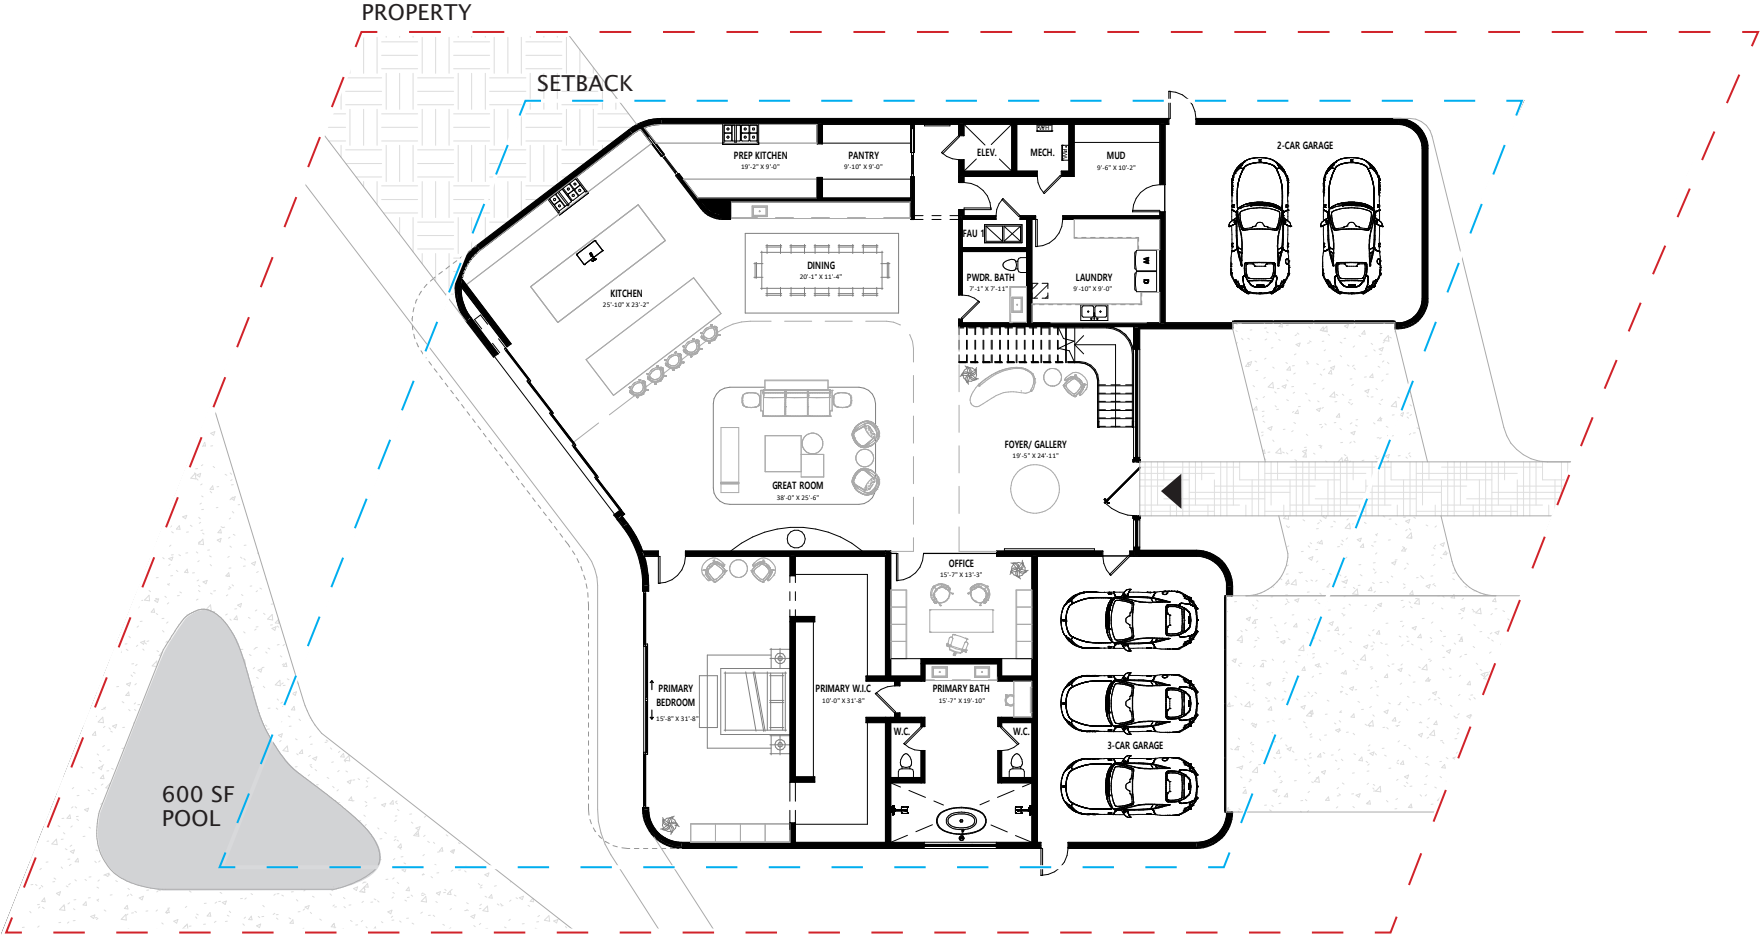 PROPERTY
SETBACK
PREP KITCHEN
19'-2" X 9'-0"
PANTRY
9'-10" X 9'-0"
ELEV.
MECH.
MUD
9'-6" X 10'-2"
2-CAR GARAGE
FAU 1
DINING
20'-1" X 11'-4"
PWDR. BATH
7'-1" X 7'-11"
LAUNDRY
9'-10" X 9'-0"
W
D
KITCHEN
25'-10" X 23'-2"
FOYER/ GALLERY
19'-5" X 24'-11"
GREAT ROOM
38'-0" X 25'-6"
OFFICE
15'-7" X 13'-3"
PRIMARY
BEDROOM
15'-8" X 31'-8"
PRIMARY W.I.C
10'-0" X 31'-8"
PRIMARY BATH
15'-7" X 19'-10"
W.C.
W.C.
3-CAR GARAGE
600 SF
POOL